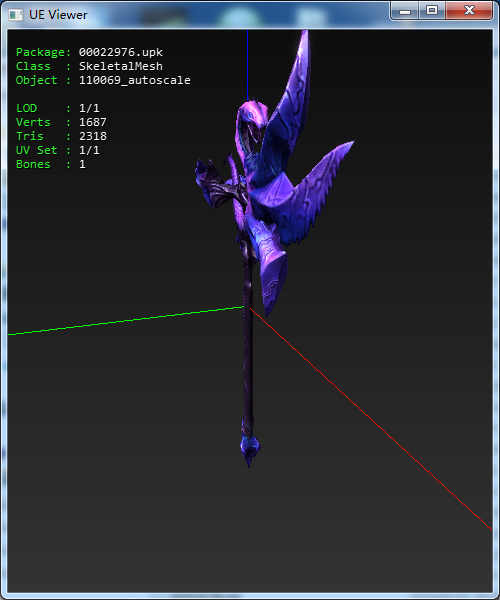 UE Viewer
Package: 00022976.upk
Class : SkeletalMesh
Object : 110069_autoscale
LOD : 1/1
Verts : 1687
Tris : 2318
UV Set : 1/1
Bones : 1